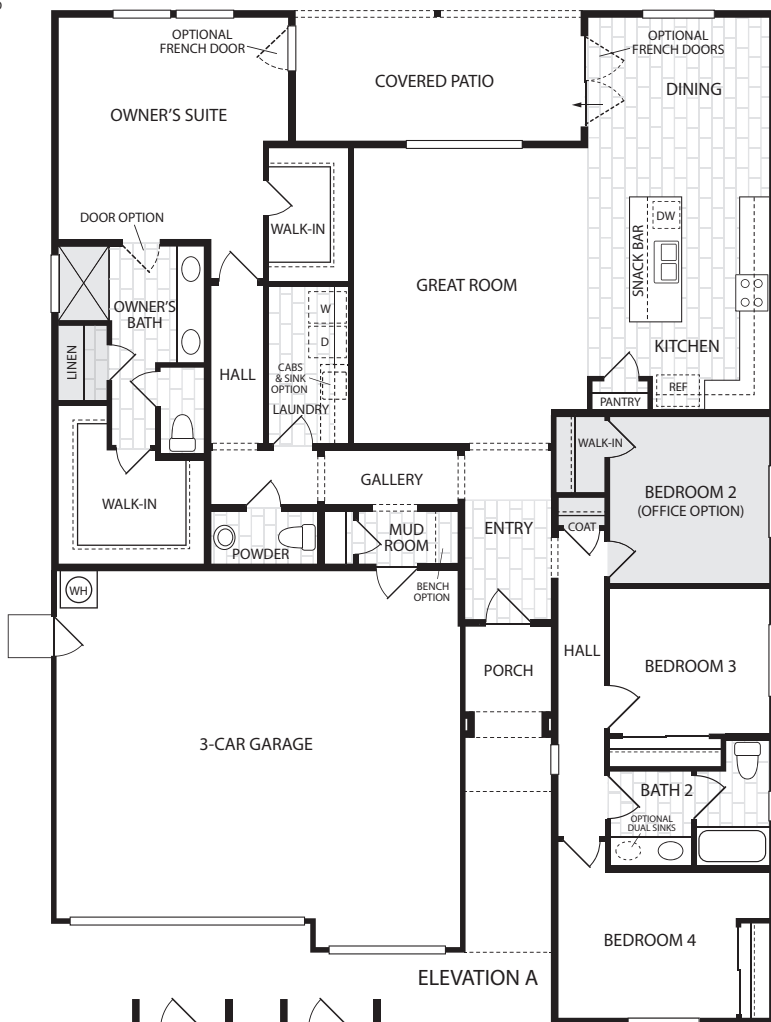 OPTIONAL
FRENCH DOOR
OPTIONAL
FRENCH DOORS
COVERED PATIO
DINING
OWNER'S SUITE
DOOR OPTION
WALK-IN
DW
SNACK BAR
GREAT ROOM
OWNER'S
BATH
W
D
LINEN
HALL
CABS
& SINK
OPTION
LAUNDRY
KITCHEN
REF
PANTRY
WALK-IN
GALLERY
WALK-IN
BEDROOM 2
(OFFICE OPTION)
COAT
ENTRY
MUD
ROOM
POWDER
BENCH
OPTION
WH
HALL
PORCH
BEDROOM 3
3-CAR GARAGE
BATH 2
OPTIONAL
DUAL SINKS
BEDROOM 4
ELEVATION A